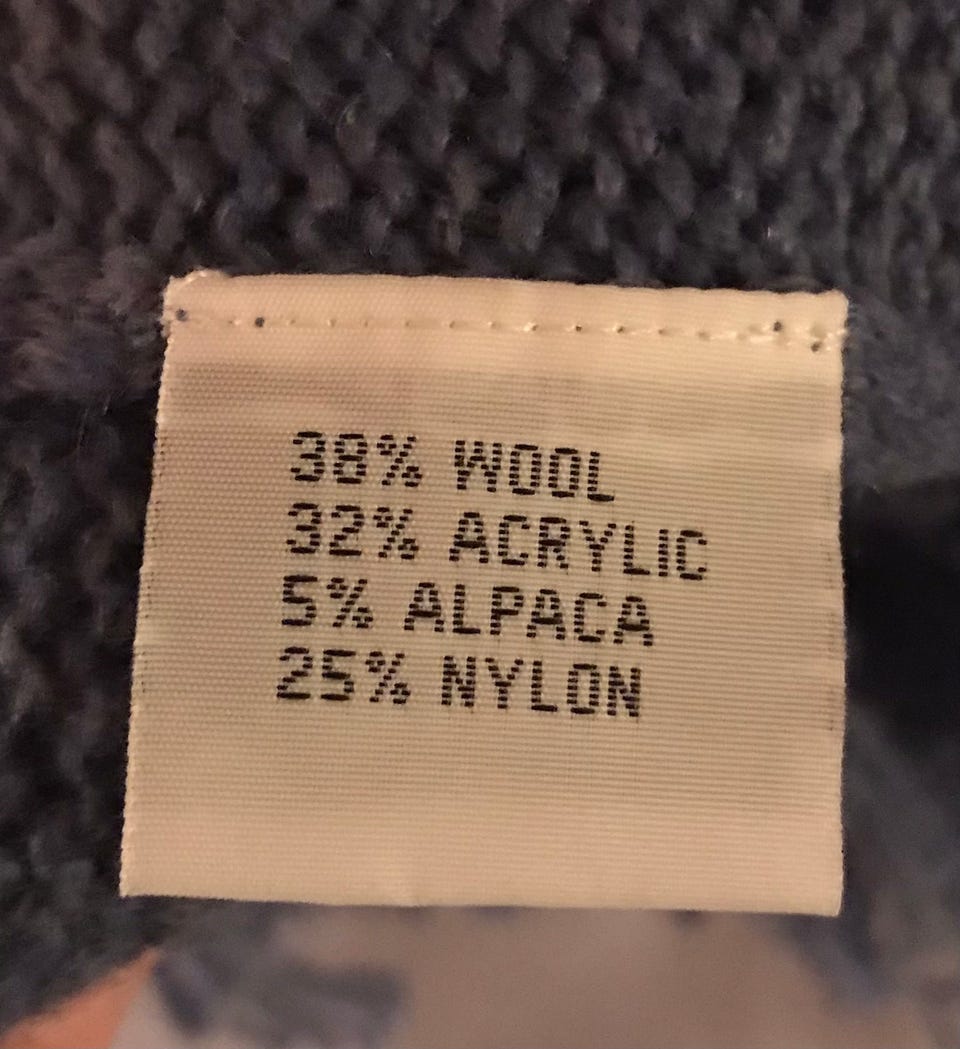 38% WOOL
32% ACRYLIC
5% ALPACA
25% NYLON